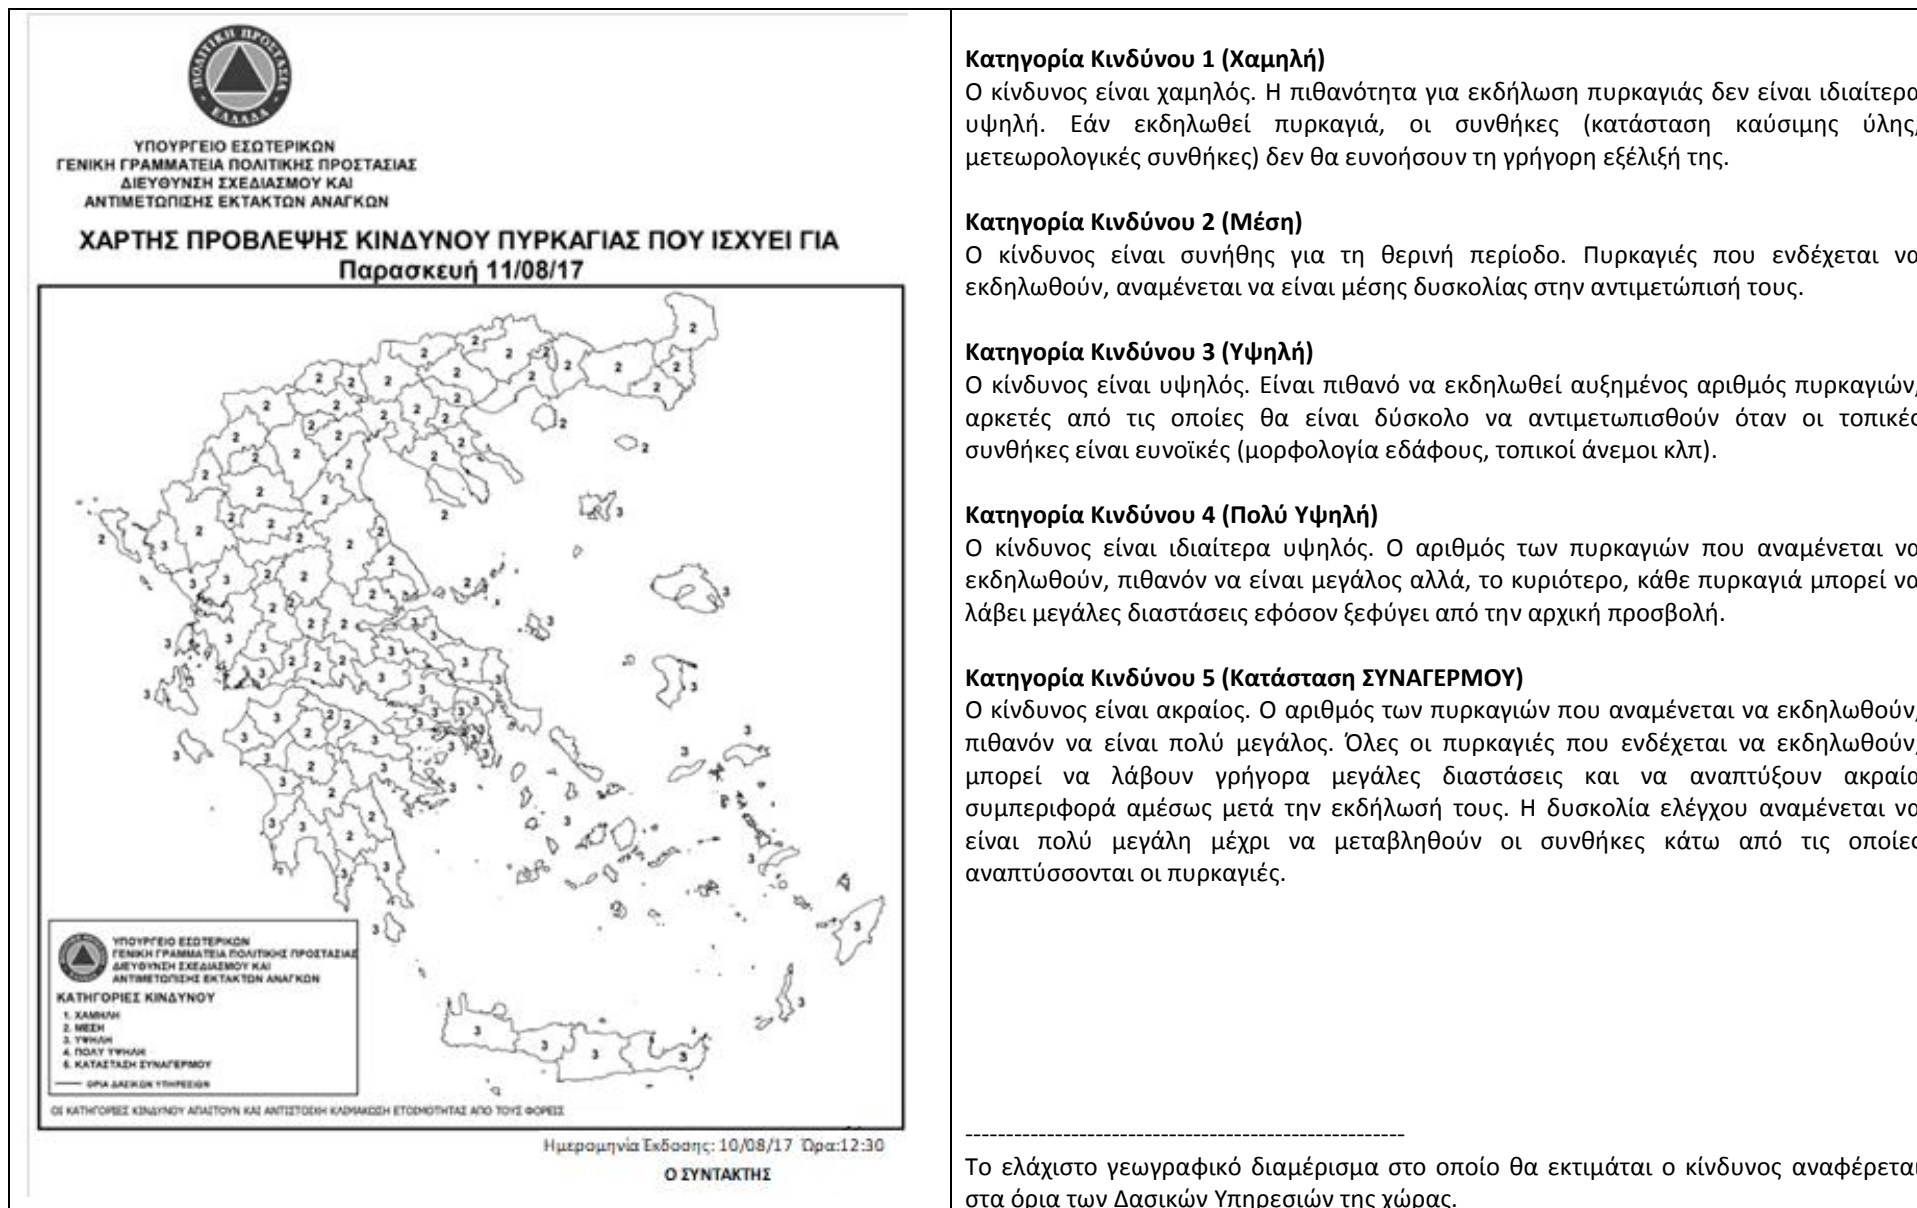 ΠΟΛΙΤΙΚΗ ΠΡΟΣΤΑΣΙΑ
ΕΛΛΑΔΑ
ΥΠΟΥΡΓΕΙΟ ΕΣΩΤΕΡΙΚΩΝ
ΓΕΝΙΚΗ ΓΡΑΜΜΑΤΕΙΑ ΠΟΛΙΤΙΚΗΣ ΠΡΟΣΤΑΣΙΑΣ
ΔΙΕΥΘΥΝΣΗ ΣΧΕΔΙΑΣΜΟΥ ΚΑΙ
ΑΝΤΙΜΕΤΩΠΙΣΗΣ ΕΚΤΑΚΤΩΝ ΑΝΑΓΚΩΝ
ΧΑΡΤΗΣ ΠΡΟΒΛΕΨΗΣ ΚΙΝΔΥΝΟΥ ΠΥΡΚΑΓΙΑΣ ΠΟΥ ΙΣΧΥΕΙ ΓΙΑ
Παρασκευή 11/08/17
ΥΠΟΥΡΓΕΙΟ ΕΣΩΤΕΡΙΚΩΝ
ΓΕΝΙΚΗ ΓΡΑΜΜΑΤΕΙΑ ΠΟΛΙΤΙΚΗΣ ΠΡΟΣΤΑΣΙΑΣ
ΔΙΕΥΘΥΝΣΗ ΣΧΕΔΙΑΣΜΟΥ ΚΑΙ
ΑΝΤΙΜΕΤΩΠΙΣΗΣ ΕΚΤΑΚΤΩΝ ΑΝΑΓΚΩΝ
ΚΑΤΗΓΟΡΙΕΣ ΚΙΝΔΥΝΟΥ
1. ΧΑΜΗΛΗ
2. ΜΕΣΗ
3. ΥΨΗΛΗ
4. ΠΟΛΥ ΥΨΗΛΗ
5. ΚΑΤΑΣΤΑΣΗ ΣΥΝΑΓΕΡΜΟΥ
ΟΡΙΑ ΔΑΣΙΚΩΝ ΥΠΗΡΕΣΙΩΝ
ΟΙ ΚΑΤΗΓΟΡΙΕΣ ΚΙΝΔΥΝΟΥ ΑΠΑΙΤΟΥΝ ΚΑΙ ΑΝΤΙΣΤΟΙΧΗ ΚΛΙΜΑΚΩΣΗ ΕΤΟΙΜΟΤΗΤΑΣ ΑΠΟ ΤΟΥΣ ΦΟΡΕΙΣ
Ημερομηνία Έκδοσης: 10/08/17 Ώρα:12:30
Ο ΣΥΝΤΑΚΤΗΣ
Κατηγορία Κινδύνου 1 (Χαμηλή)
Ο κίνδυνος είναι χαμηλός. Η πιθανότητα για εκδήλωση πυρκαγιάς δεν είναι ιδιαίτερα
υψηλή. Εάν εκδηλωθεί πυρκαγιά, οι συνθήκες (κατάσταση καύσιμης ύλης,
μετεωρολογικές συνθήκες) δεν θα ευνοήσουν τη γρήγορη εξέλιξή της.
Κατηγορία Κινδύνου 2 (Μέση)
Ο κίνδυνος είναι συνήθης για τη θερινή περίοδο. Πυρκαγιές που ενδέχεται να
εκδηλωθούν, αναμένεται να είναι μέσης δυσκολίας στην αντιμετώπισή τους.
Κατηγορία Κινδύνου 3 (Υψηλή)
Ο κίνδυνος είναι υψηλός. Είναι πιθανό να εκδηλωθεί αυξημένος αριθμός πυρκαγιών,
αρκετές από τις οποίες θα είναι δύσκολο να αντιμετωπισθούν όταν οι τοπικές
συνθήκες είναι ευνοϊκές (μορφολογία εδάφους, τοπικοί άνεμοι κλπ).
Κατηγορία Κινδύνου 4 (Πολύ Υψηλή)
Ο κίνδυνος είναι ιδιαίτερα υψηλός. Ο αριθμός των πυρκαγιών που αναμένεται να
εκδηλωθούν, πιθανόν να είναι μεγάλος αλλά, το κυριότερο, κάθε πυρκαγιά μπορεί να
λάβει μεγάλες διαστάσεις εφόσον ξεφύγει από την αρχική προσβολή.
Κατηγορία Κινδύνου 5 (Κατάσταση ΣΥΝΑΓΕΡΜΟΥ)
Ο κίνδυνος είναι ακραίος. Ο αριθμός των πυρκαγιών που αναμένεται να εκδηλωθούν,
πιθανόν να είναι πολύ μεγάλος. Όλες οι πυρκαγιές που ενδέχεται να εκδηλωθούν,
μπορεί να λάβουν γρήγορα μεγάλες διαστάσεις και να αναπτύξουν ακραία
συμπεριφορά αμέσως μετά την εκδήλωσή τους. Η δυσκολία ελέγχου αναμένεται να
είναι πολύ μεγάλη μέχρι να μεταβληθούν οι συνθήκες κάτω από τις οποίες
αναπτύσσονται οι πυρκαγιές.
------------------------------------------------------
Το ελάχιστο γεωγραφικό διαμέρισμα στο οποίο θα εκτιμάται ο κίνδυνος αναφέρεται
στα όρια των Δασικών Υπηρεσιών της χώρας.